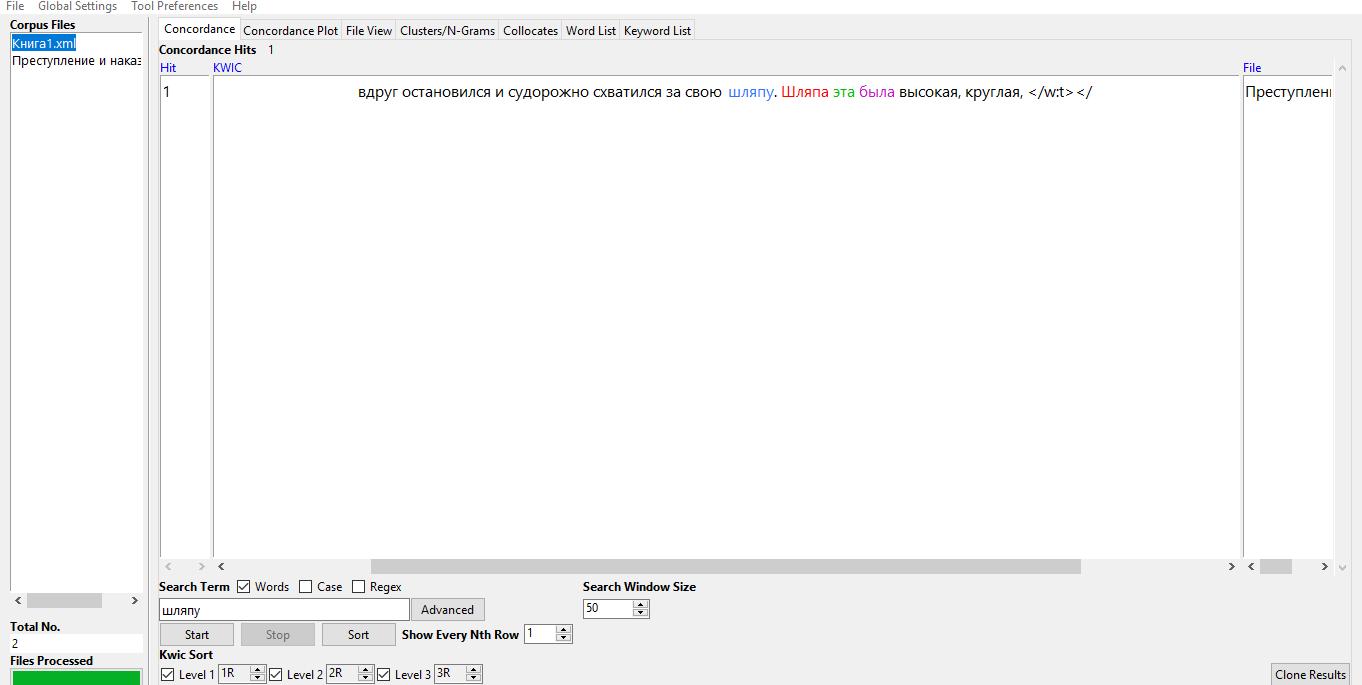 File Global Settings Tool Preferences Help
Corpus Files
Книга1.xml
Преступление и наказ
Total No.
2
Files Processed
Concordance Concordance Plot File View Clusters/N-Grams Collocates Word List Keyword List
Concordance Hits 1
Hit KWIC File
1 вдруг остановился и судорожно схватился за свою шляпу. Шляпа эта была высокая, круглая, </w:t></ Преступлени
Search Term Words Case Regex Search Window Size
шляпу Advanced 50
Start Stop Sort Show Every Nth Row 1
Kwic Sort
Level 1 1R Level 2 2R Level 3 3R Clone Results